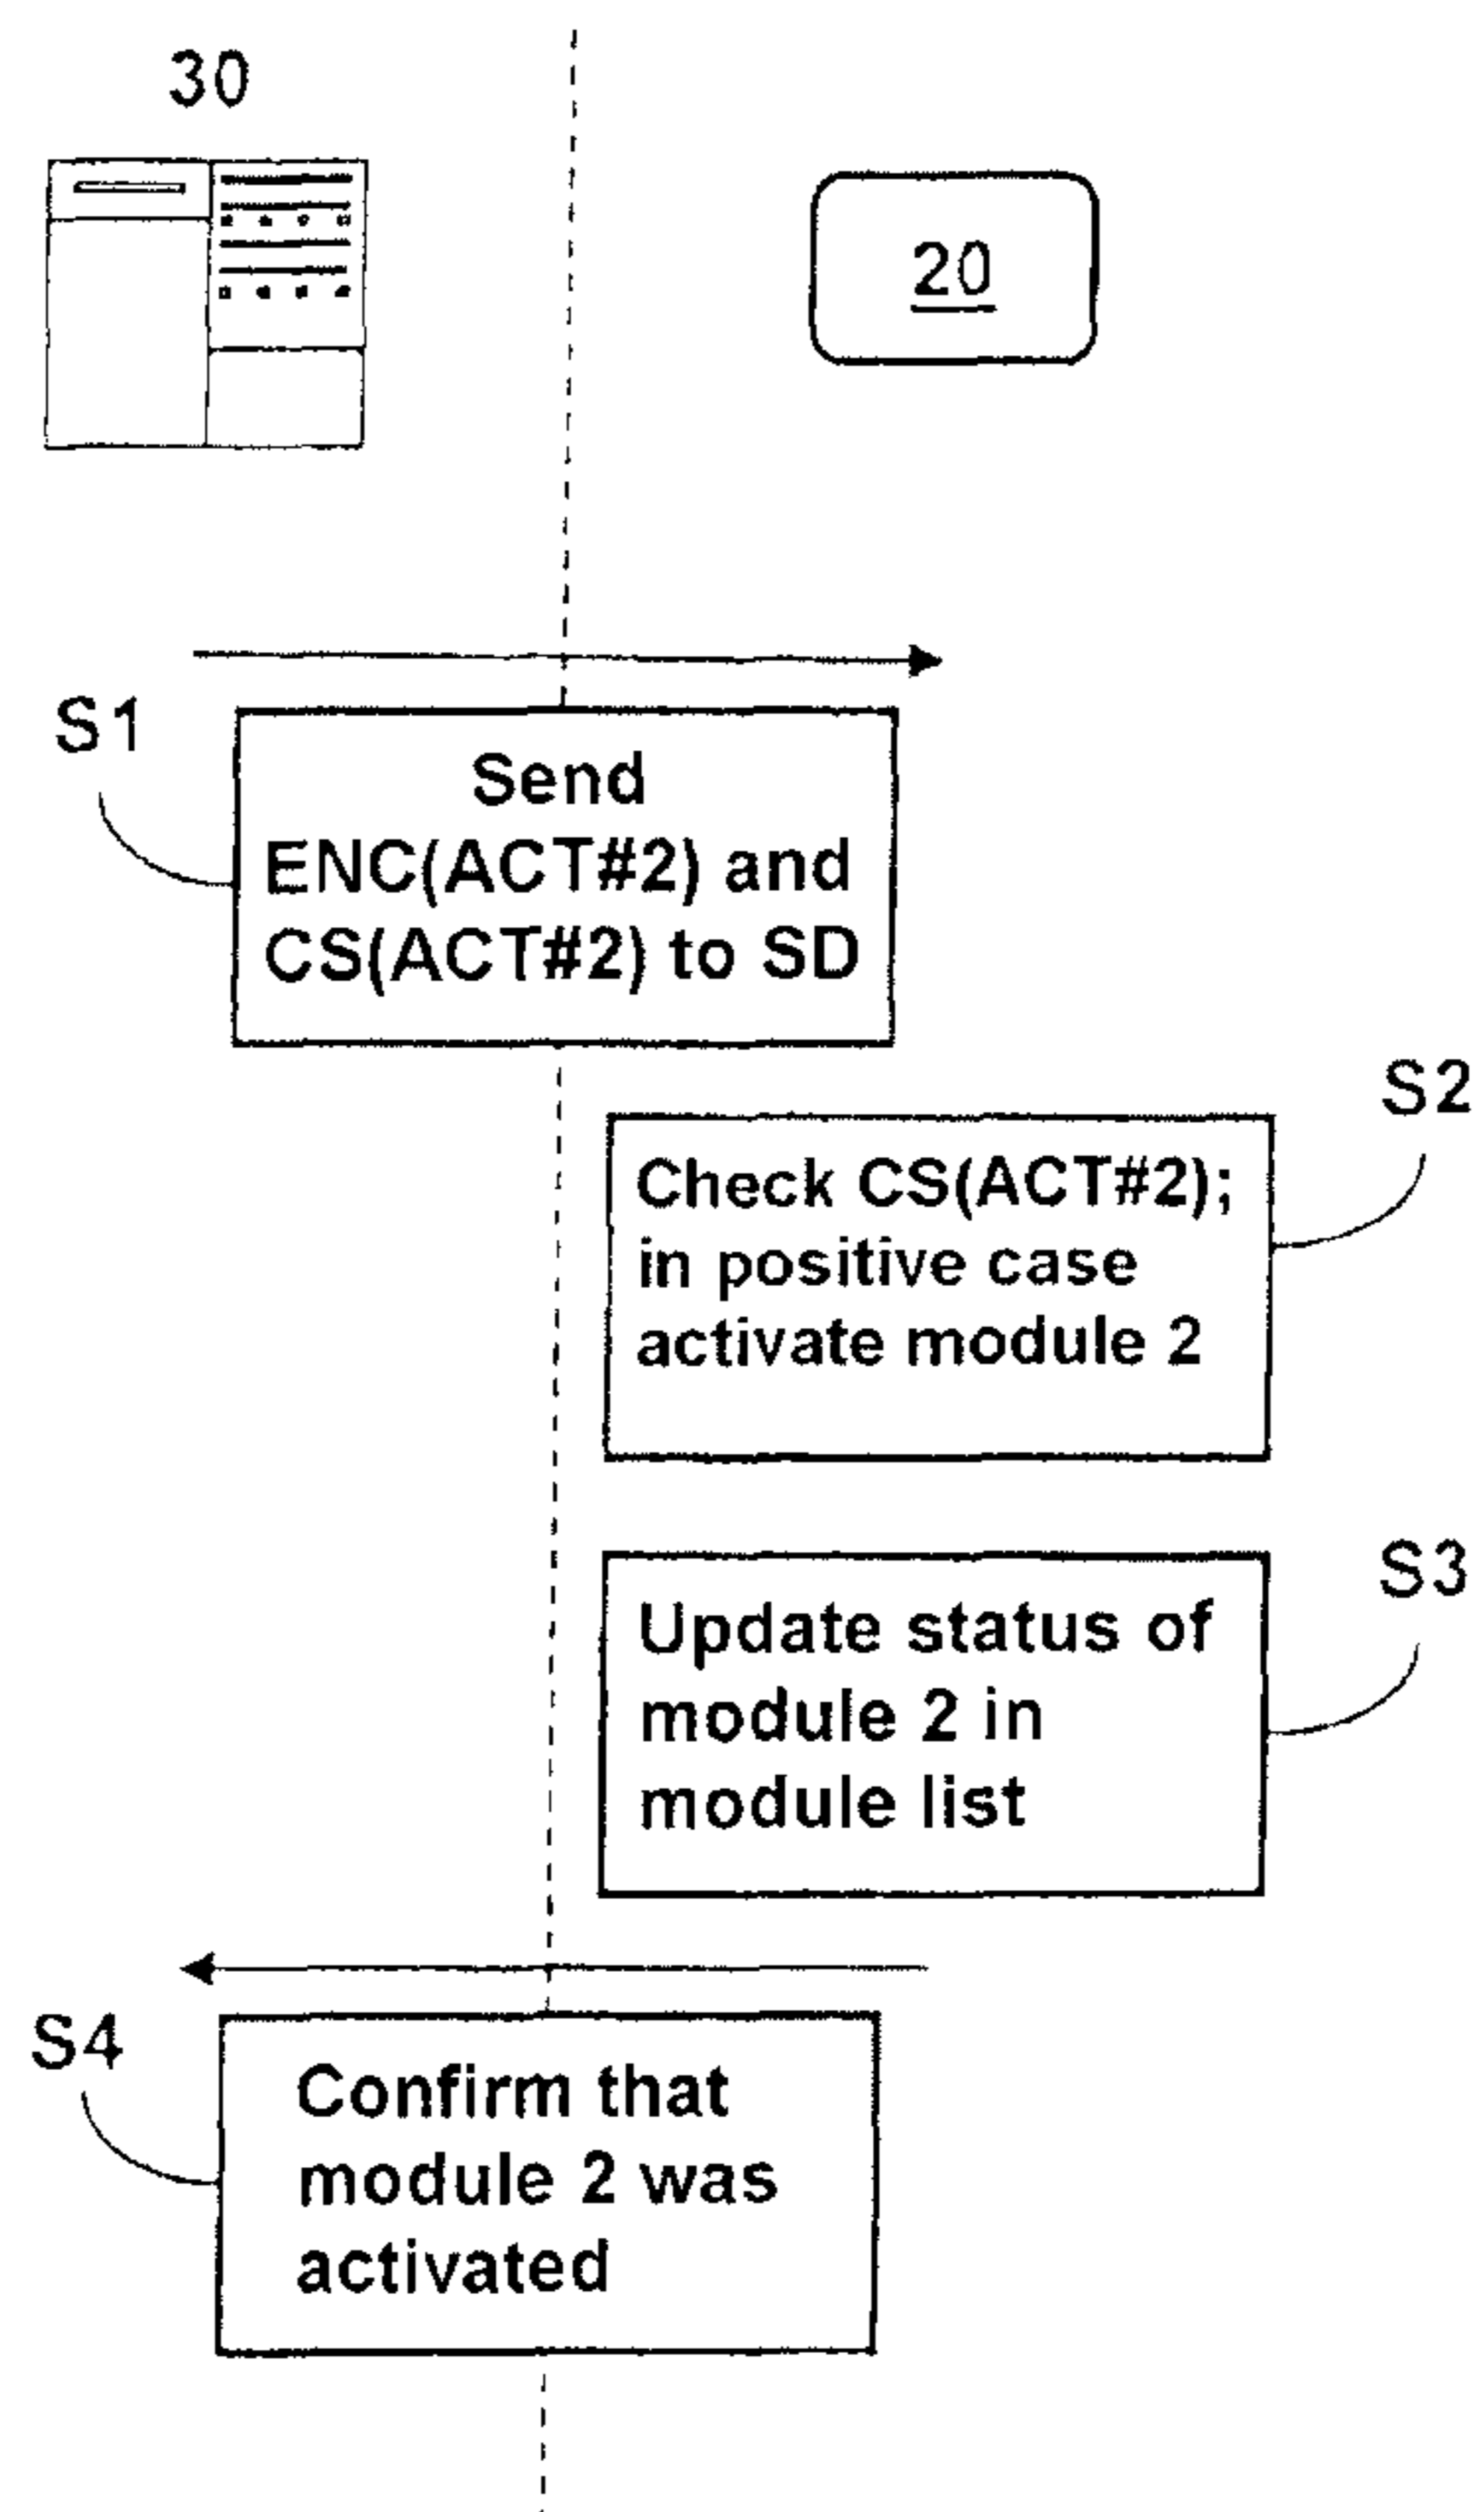 30
20
S1
Send
ENC(ACT#2) and
CS(ACT#2) to SD
S2
Check CS(ACT#2);
in positive case
activate module 2
S3
Update status of
module 2 in
module list
S4
Confirm that
module 2 was
activated